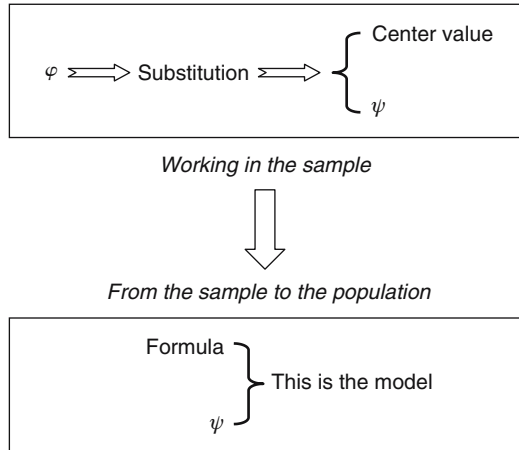 Center value
φ Substitution
ψ
Working in the sample
From the sample to the population
Formula
This is the model
ψ